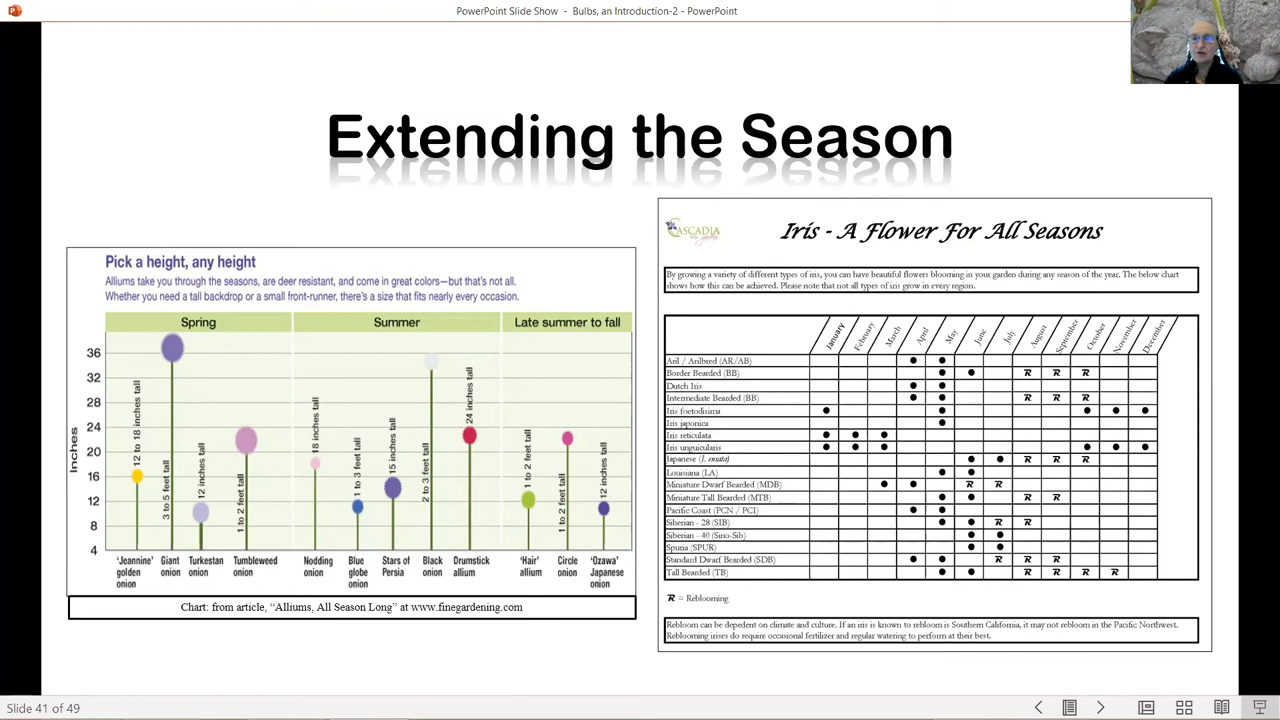 PowerPoint Slide Show - Bulbs, an Introduction-2 - PowerPoint
Extending the Season
Pick a height, any height
Alliums take you through the seasons, are deer resistant, and come in great colors—but that's not all.
Whether you need a tall backdrop or a small front-runner, there's a size that fits nearly every occasion.
Spring Summer Late summer to fall
Inches
36
32
28
24
20
16
12
8
4
12 to 18 inches tall
3 to 5 feet tall
12 inches tall
1 to 2 feet tall
18 inches tall
1 to 3 feet tall
15 inches tall
2 to 3 feet tall
24 inches tall
1 to 2 feet tall
1 to 2 feet tall
12 inches tall
'Jeannine' golden onion
Giant onion
Turkestan onion
Tumbleweed onion
Nodding onion
Blue globe onion
Stars of Persia
Black onion
Drumstick allium
'Hair' allium
Circle onion
'Ozawa' Japanese onion
Chart: from article, "Alliums, All Season Long" at www.finegardening.com
CASCADIA
Iris - A Flower For All Seasons
By growing a variety of different types of iris, you can have beautiful flowers blooming in your garden during any season of the year. The below chart
shows how this can be achieved. Please note that not all types of iris grow in every region.
January February March April May June July August September October November December
Aril / Arilbred (AR/AB)
Border Bearded (BB) R R R
Dutch Iris
Intermediate Bearded (BB) R R R
Iris foetodisima
Iris japonica
Iris reticulata
Iris unguicularis
Japanese (I. ensata) R R R
Louisiana (LA)
Miniature Dwarf Bearded (MDB) R R
Miniature Tall Bearded (MTB) R R
Pacific Coast (PCN / PCI)
Siberian - 28 (SIB) R R
Siberian - 40 (Sino-Sib)
Spuria (SPUR)
Standard Dwarf Bearded (SDB) R R R
Tall Bearded (TB) R R R R
R = Reblooming
Rebloom can be depedent on climate and culture. If an iris is known to rebloom is Southern California, it may not rebloom in the Pacific Northwest.
Reblooming irises do require occasional fertilizer and regular watering to perform at their best.
Slide 41 of 49